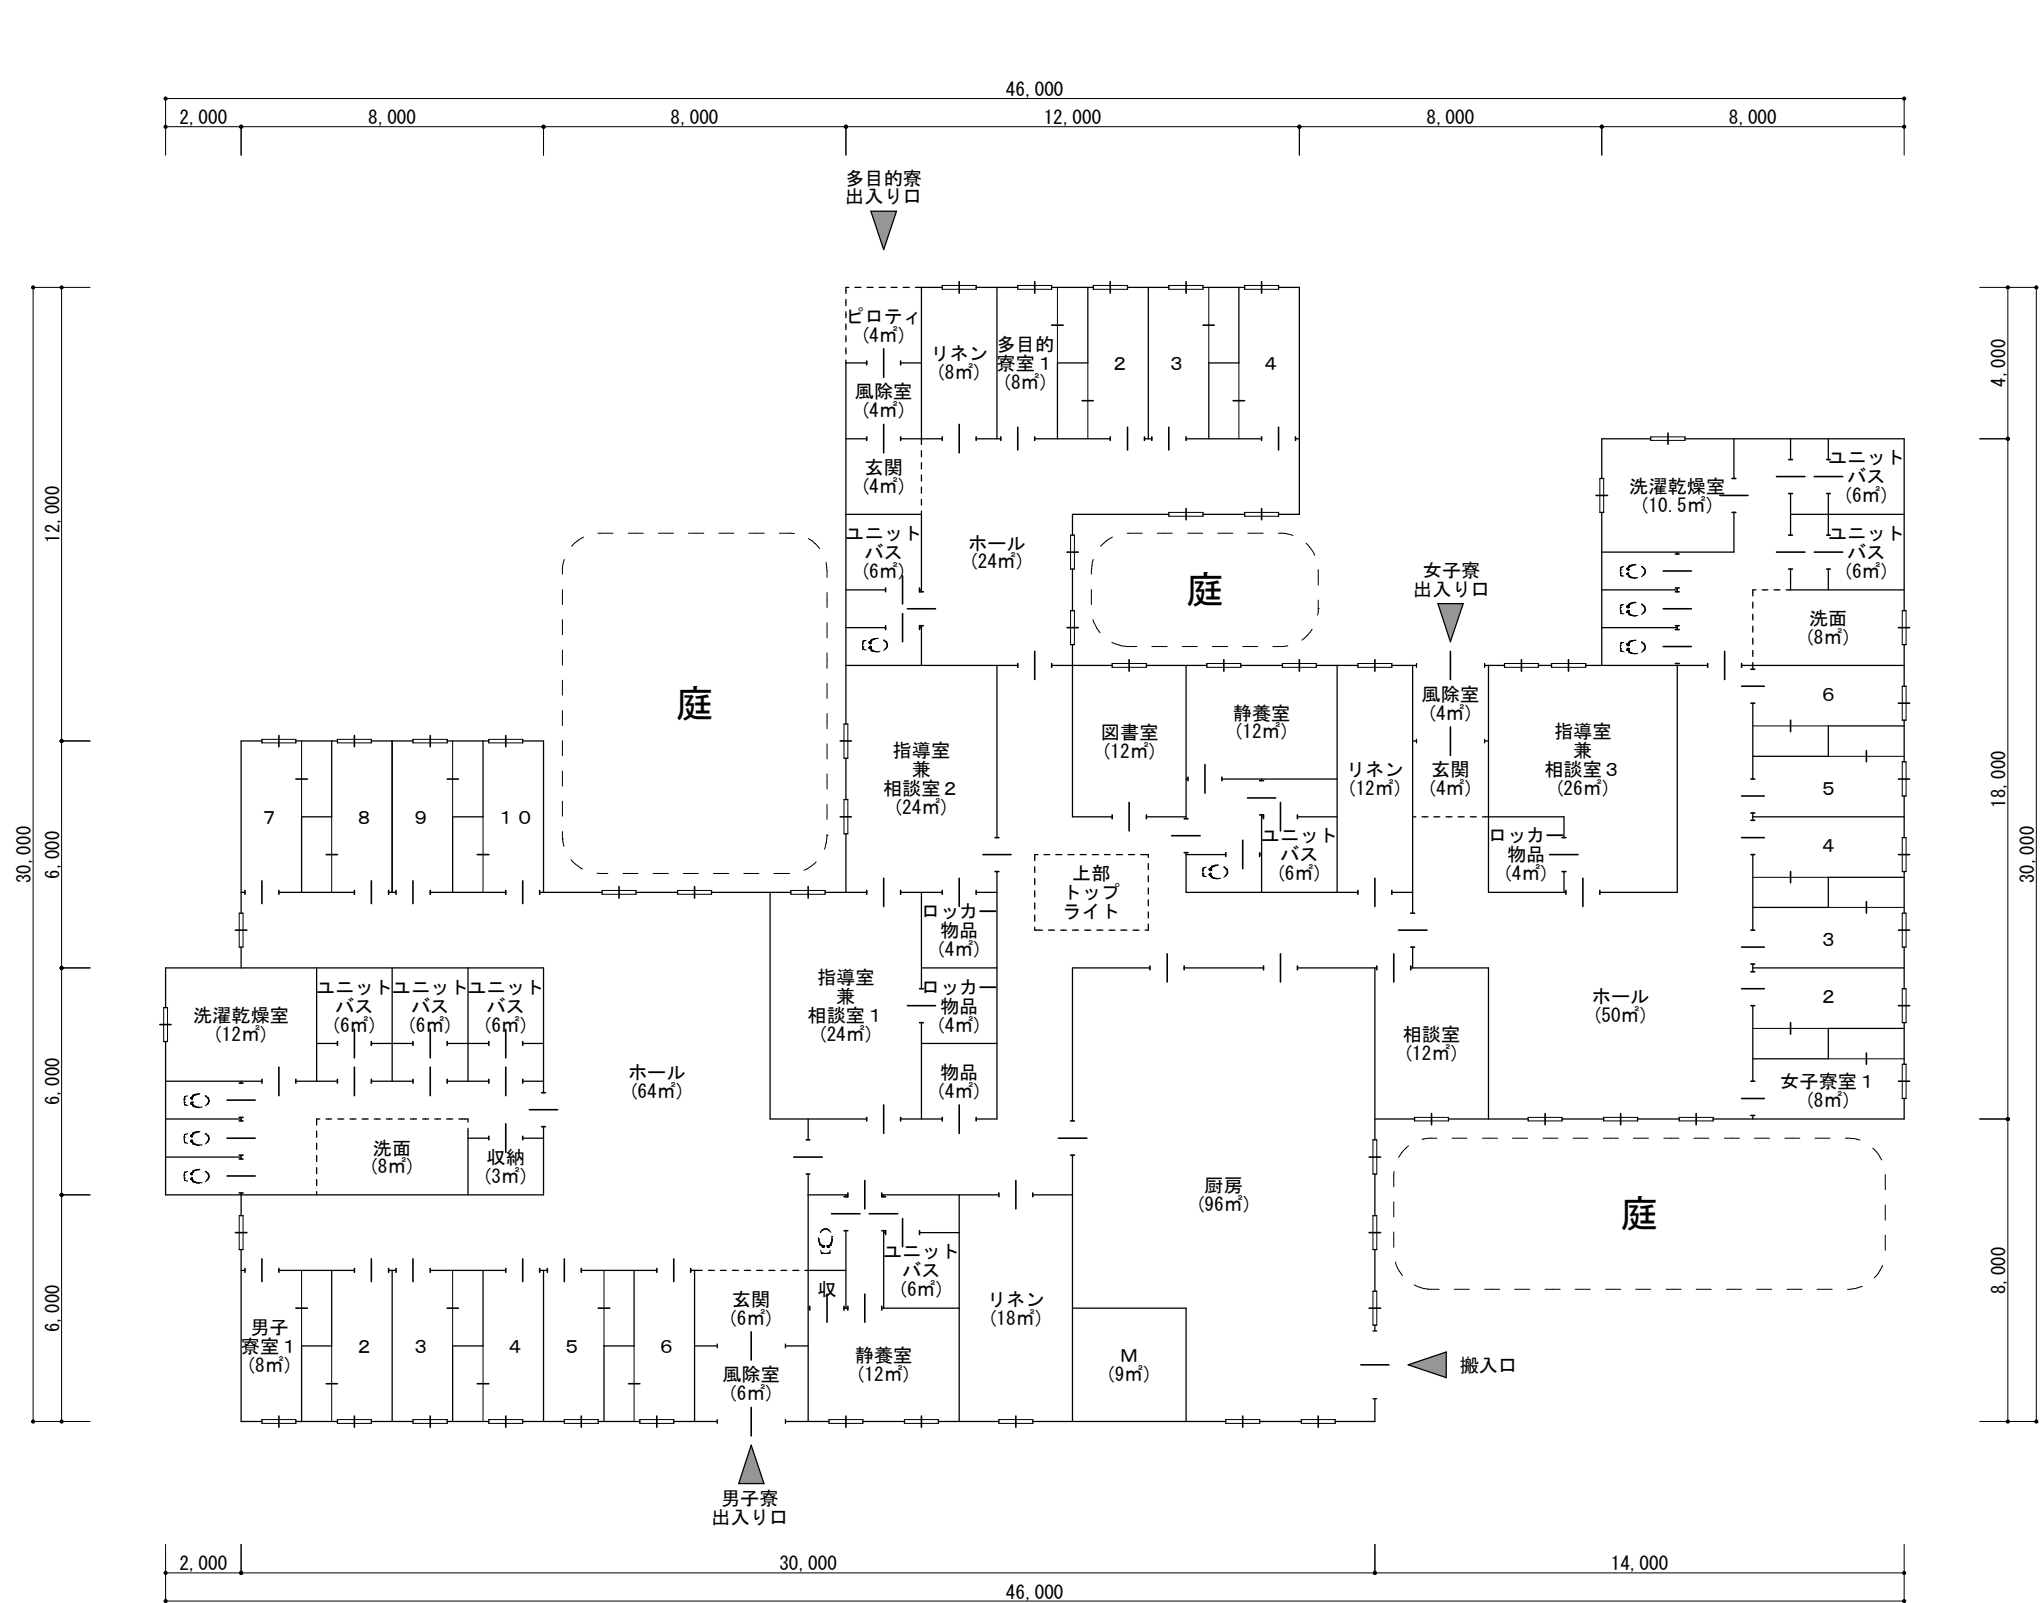 46,000
2,000
8,000
8,000
12,000
8,000
8,000
多目的寮
出入り口
ピロティ
(4㎡)
リネン
(8㎡)
多目的
寮室1
(8㎡)
2
3
4
風除室
(4㎡)
玄関
(4㎡)
ユニット
バス
(6㎡)
ホール
(24㎡)
庭
庭
女子寮
出入り口
洗濯乾燥室
(10.5㎡)
ユニット
バス
(6㎡)
ユニット
バス
(6㎡)
洗面
(8㎡)
6
5
4
3
2
女子寮室1
(8㎡)
指導室
兼
相談室2
(24㎡)
図書室
(12㎡)
静養室
(12㎡)
リネン
(12㎡)
風除室
(4㎡)
玄関
(4㎡)
指導室
兼
相談室3
(26㎡)
ユニット
バス
(6㎡)
ロッカー
物品
(4㎡)
上部
トップ
ライト
7
8
9
10
ロッカー
物品
(4㎡)
ロッカー
物品
(4㎡)
物品
(4㎡)
指導室
兼
相談室1
(24㎡)
洗濯乾燥室
(12㎡)
ユニット
バス
(6㎡)
ユニット
バス
(6㎡)
ユニット
バス
(6㎡)
ホール
(64㎡)
洗面
(8㎡)
収納
(3㎡)
相談室
(12㎡)
ホール
(50㎡)
厨房
(96㎡)
庭
ユニット
バス
(6㎡)
収
リネン
(18㎡)
玄関
(6㎡)
風除室
(6㎡)
静養室
(12㎡)
M
(9㎡)
搬入口
男子
寮室1
(8㎡)
2
3
4
5
6
男子寮
出入り口
30,000
12,000
6,000
6,000
6,000
4,000
18,000
8,000
30,000
2,000
30,000
14,000
46,000